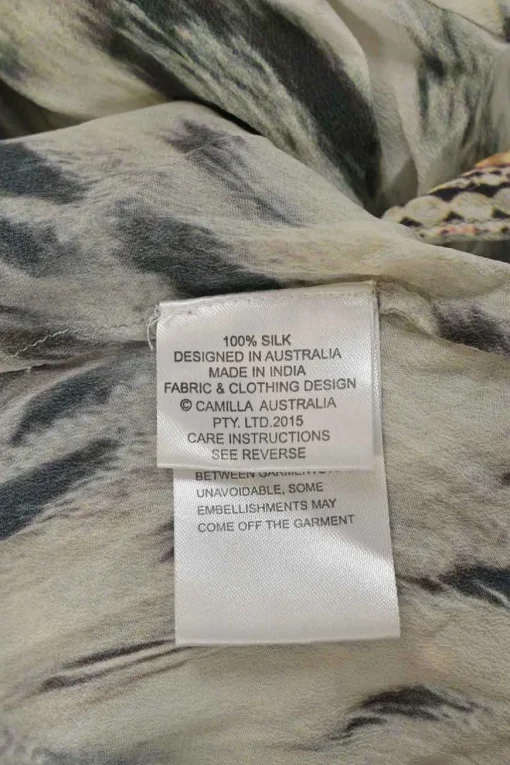 100% SILK
DESIGNED IN AUSTRALIA
MADE IN INDIA
FABRIC & CLOTHING DESIGN
© CAMILLA AUSTRALIA
PTY. LTD.2015
CARE INSTRUCTIONS
SEE REVERSE
BETWEEN
UNAVOIDABLE, SOME
EMBELLISHMENTS MAY
COME OFF THE GARMENT